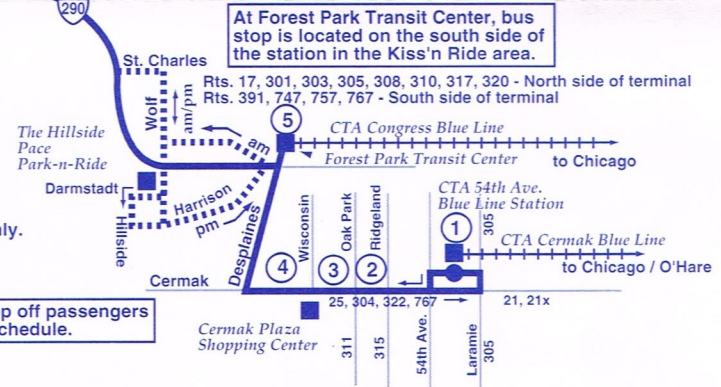 290
At Forest Park Transit Center, bus
stop is located on the south side of
the station in the Kiss'n Ride area.
St. Charles
Rts. 17, 301, 303, 305, 308, 310, 317, 320 - North side of terminal
Rts. 391, 747, 757, 767 - South side of terminal
Wolf
am/pm
5
CTA Congress Blue Line
The Hillside
Pace
Park-n-Ride
am
Forest Park Transit Center
to Chicago
Darmstadt
Harrison
pm
Hillside
Desplaines
Wisconsin
Oak Park
Ridgeland
CTA 54th Ave.
Blue Line Station
305
1
CTA Cermak Blue Line
to Chicago / O'Hare
nly.
Cermak
4
3
2
25, 304, 322, 767
21, 21x
p off passengers
chedule.
Cermak Plaza
Shopping Center
311
315
54th Ave.
Laramie
305